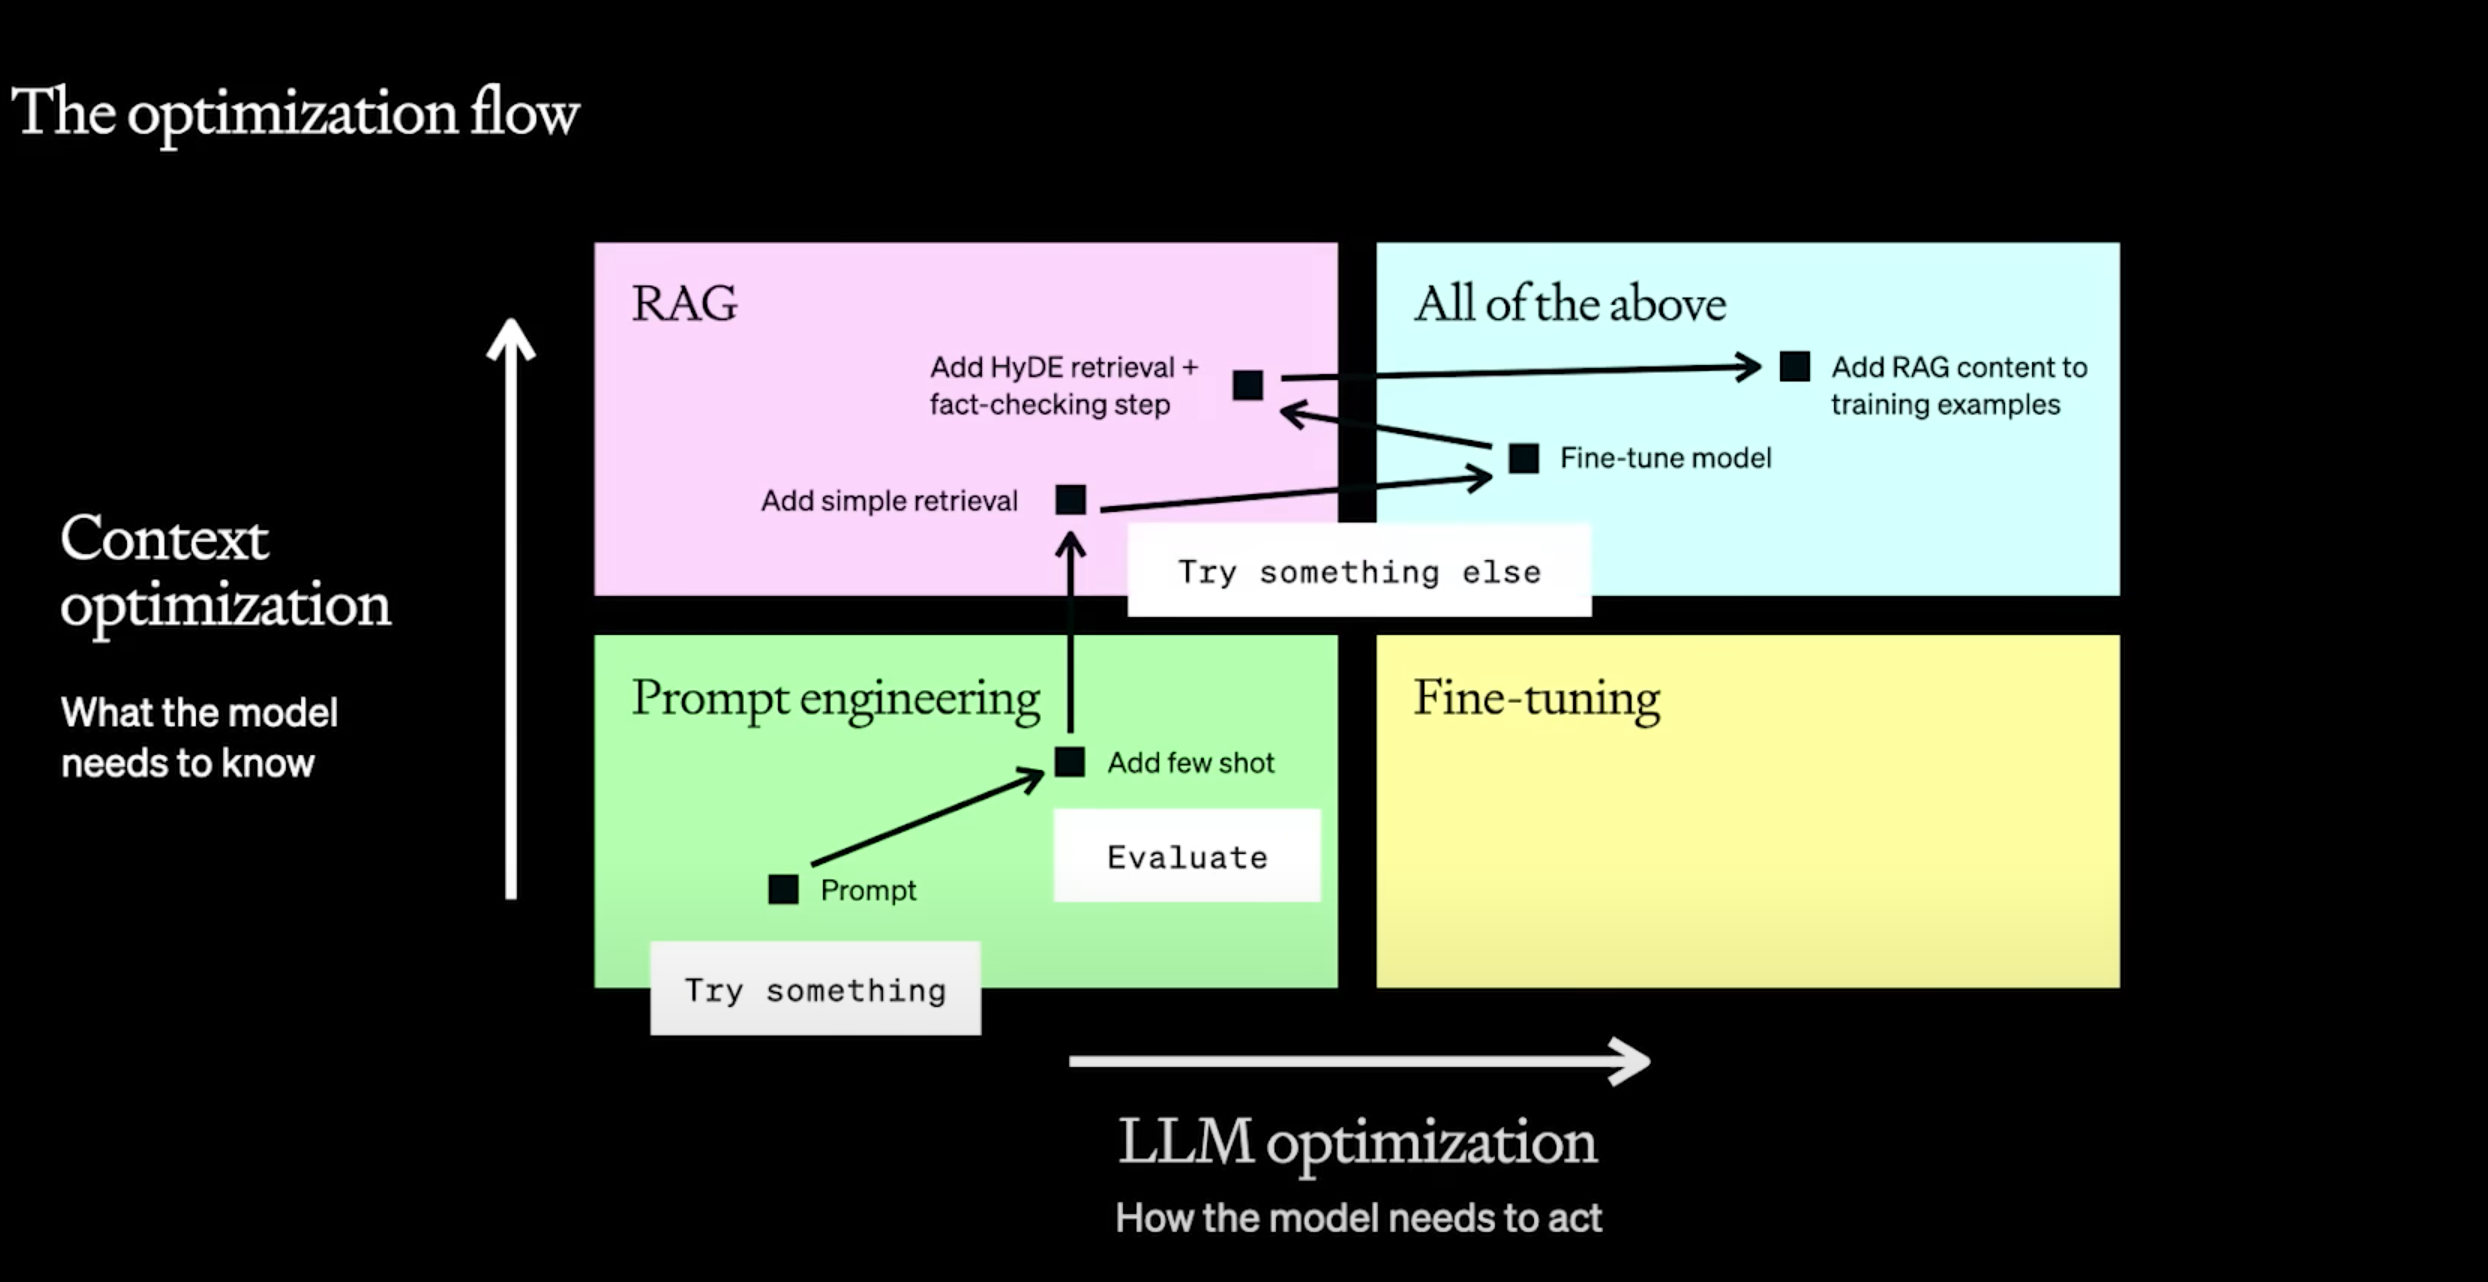 The optimization flow
RAG
All of the above
Add HyDE retrieval +
fact-checking step
Add RAG content to
training examples
Fine-tune model
Add simple retrieval
Try something else
Context
optimization
What the model
needs to know
Prompt engineering
Fine-tuning
Add few shot
Evaluate
Prompt
Try something
LLM optimization
How the model needs to act